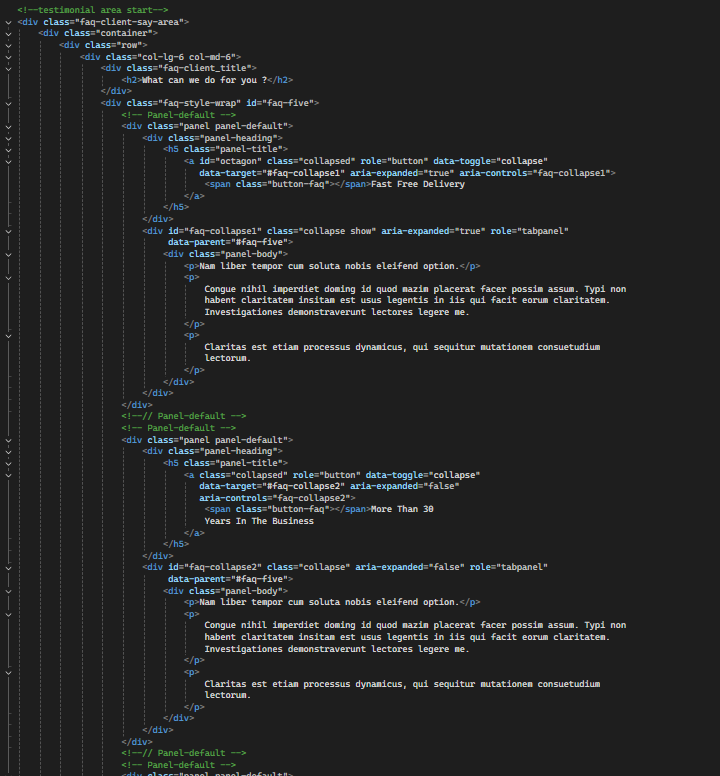 <!--testimonial area start-->
<div class="faq-client-say-area">
<div class="container">
<div class="row">
<div class="col-lg-6 col-md-6">
<div class="faq-client_title">
<h2>What can we do for you ?</h2>
</div>
<div class="faq-style-wrap" id="faq-five">
<!-- Panel-default -->
<div class="panel panel-default">
<div class="panel-heading">
<h5 class="panel-title">
<a id="octagon" class="collapsed" role="button" data-toggle="collapse"
data-target="#faq-collapse1" aria-expanded="true" aria-controls="faq-collapse1">
<span class="button-faq"></span>Fast Free Delivery
</a>
</h5>
</div>
<div id="faq-collapse1" class="collapse show" aria-expanded="true" role="tabpanel"
data-parent="#faq-five">
<div class="panel-body">
<p>Nam liber tempor cum soluta nobis eleifend option.</p>
<p>
Congue nihil imperdiet doming id quod mazim placerat facer possim assum. Typi non
habent claritatem insitam est usus legentis in iis qui facit eorum claritatem.
Investigationes demonstraverunt lectores legere me.
</p>
<p>
Claritas est etiam processus dynamicus, qui sequitur mutationem consuetudium
lectorum.
</p>
</div>
</div>
</div>
<!--// Panel-default -->
<!-- Panel-default -->
<div class="panel panel-default">
<div class="panel-heading">
<h5 class="panel-title">
<a class="collapsed" role="button" data-toggle="collapse"
data-target="#faq-collapse2" aria-expanded="false"
aria-controls="faq-collapse2">
<span class="button-faq"></span>More Than 30
Years In The Business
</a>
</h5>
</div>
<div id="faq-collapse2" class="collapse" aria-expanded="false" role="tabpanel"
data-parent="#faq-five">
<div class="panel-body">
<p>Nam liber tempor cum soluta nobis eleifend option.</p>
<p>
Congue nihil imperdiet doming id quod mazim placerat facer possim assum. Typi non
habent claritatem insitam est usus legentis in iis qui facit eorum claritatem.
Investigationes demonstraverunt lectores legere me.
</p>
<p>
Claritas est etiam processus dynamicus, qui sequitur mutationem consuetudium
lectorum.
</p>
</div>
</div>
</div>
<!--// Panel-default -->
<!-- Panel-default -->
<div class="panel panel-default">